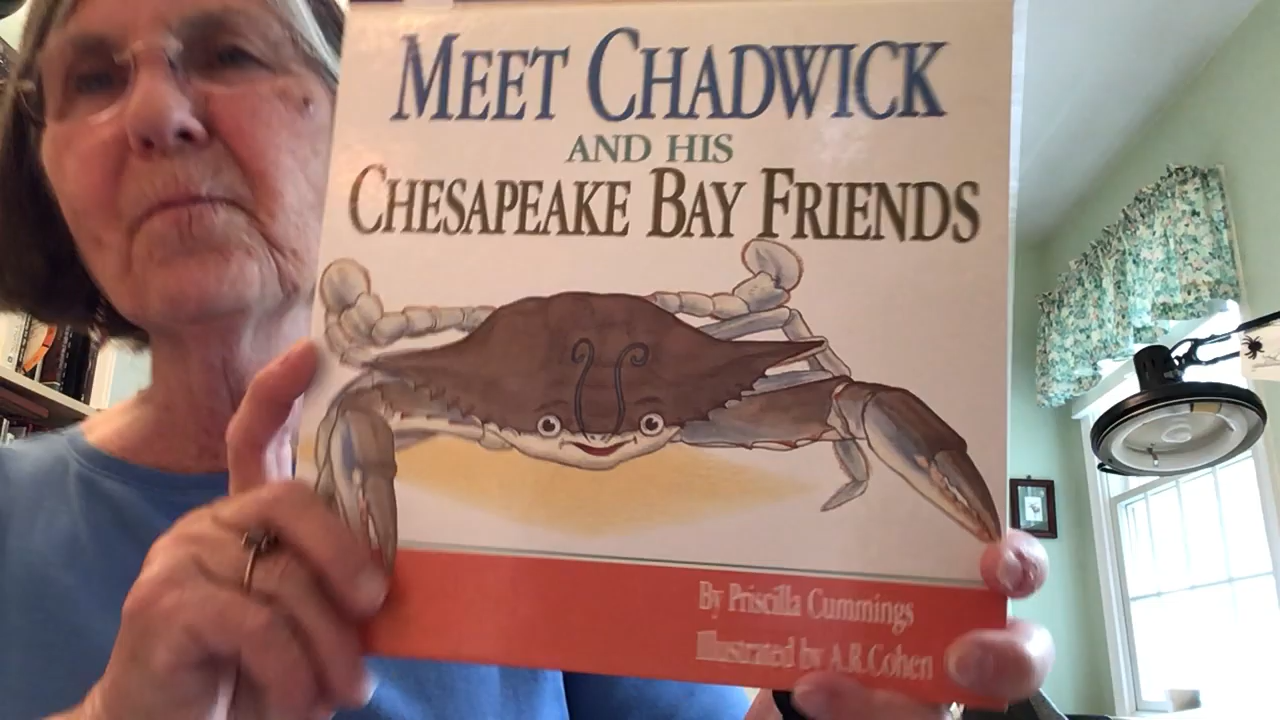 MEET CHADWICK
AND HIS
CHESAPEAKE BAY FRIENDS
By Priscilla Cummings
Illustrated by A.R.Cohen